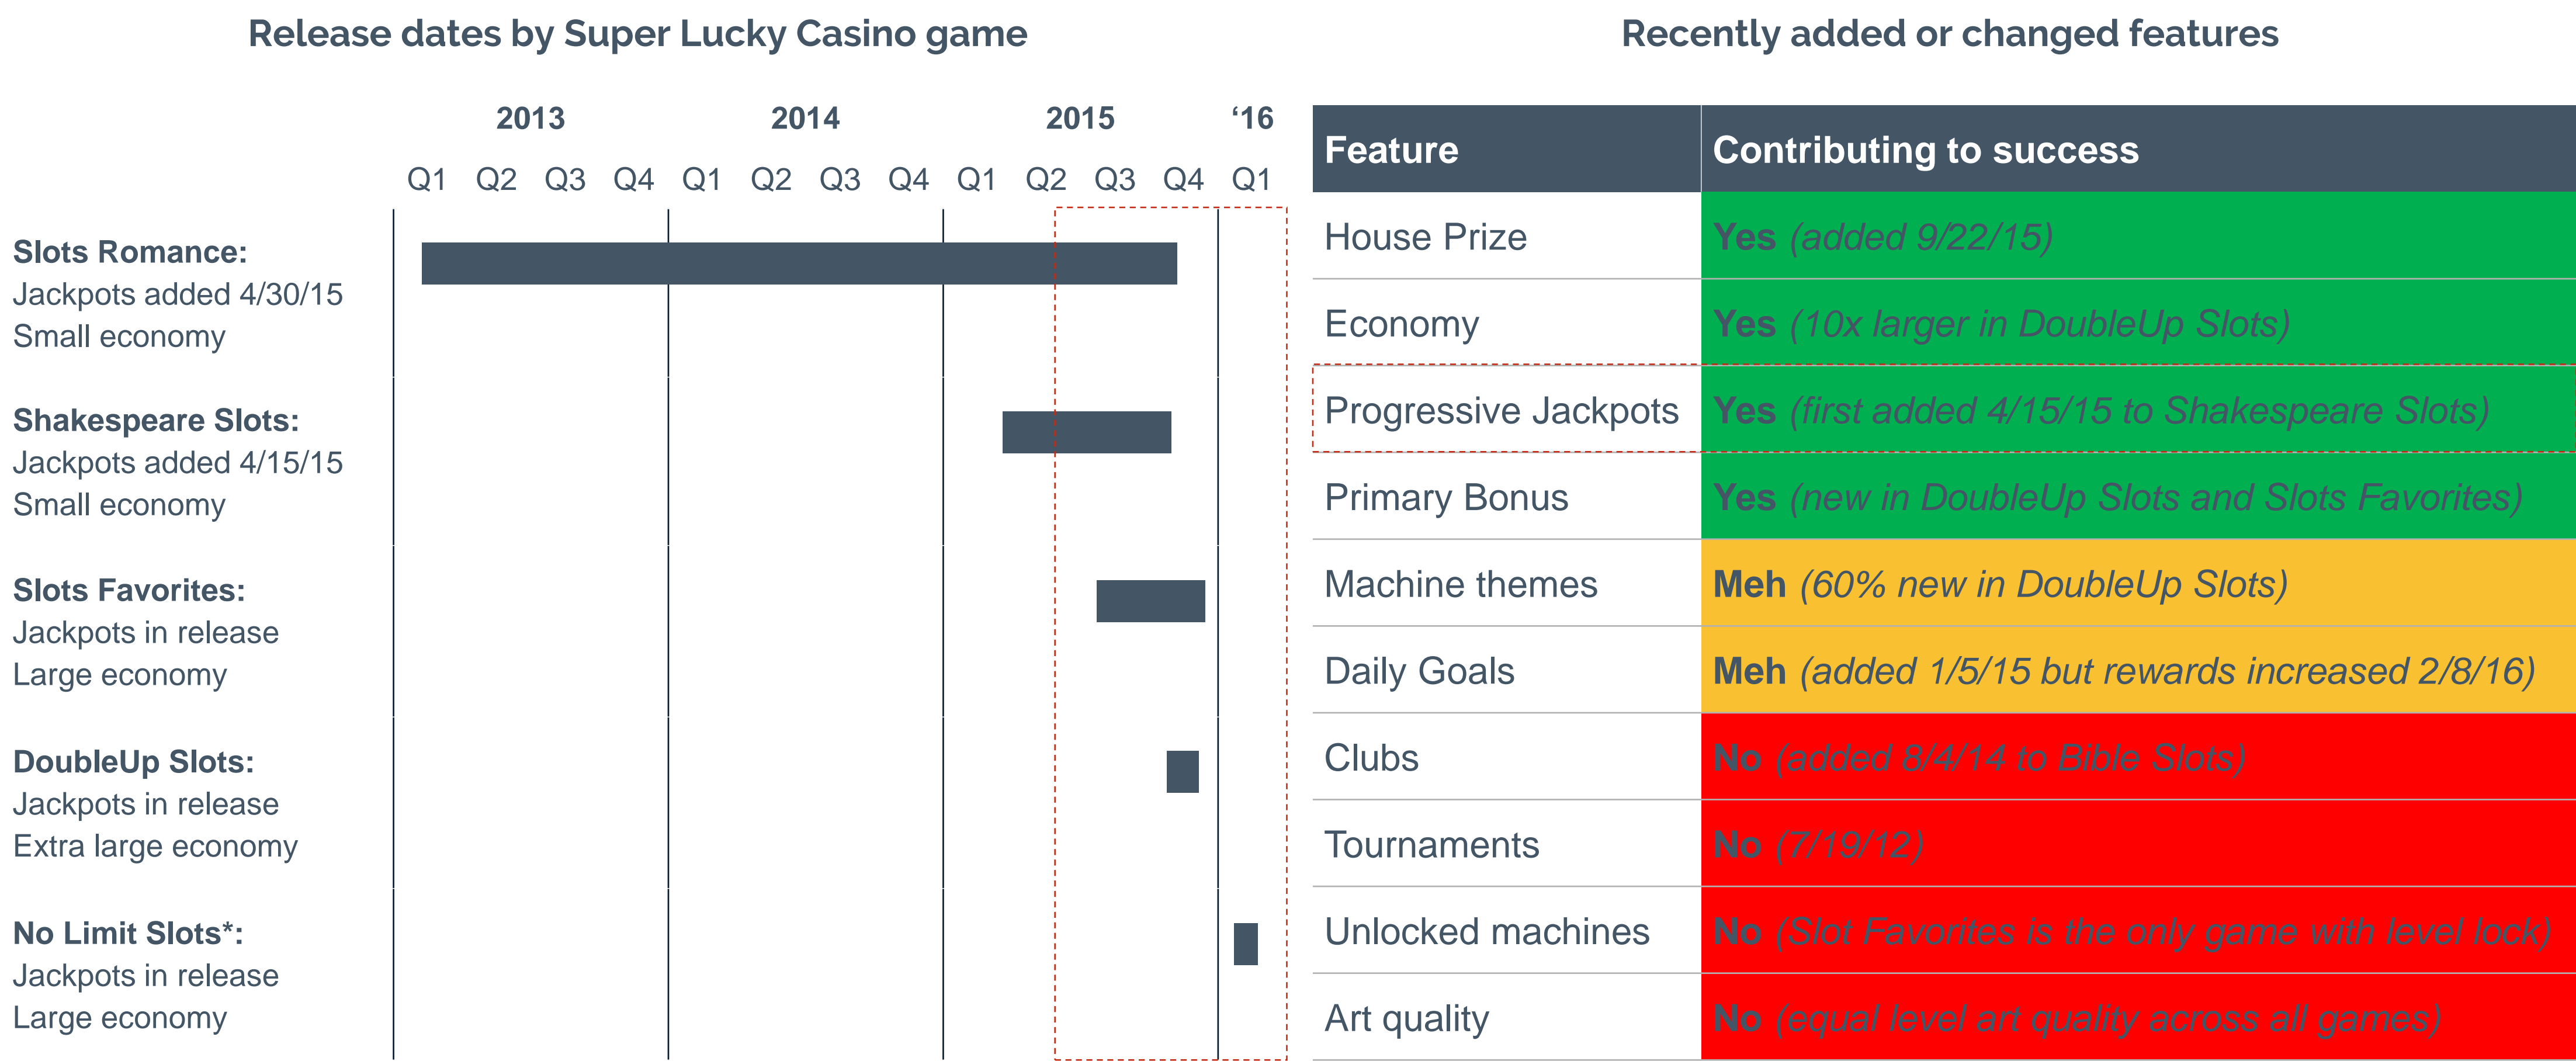 Release dates by Super Lucky Casino game
2013 2014 2015 ‘16
Q1 Q2 Q3 Q4 Q1 Q2 Q3 Q4 Q1 Q2 Q3 Q4 Q1
Slots Romance:
Jackpots added 4/30/15
Small economy
Shakespeare Slots:
Jackpots added 4/15/15
Small economy
Slots Favorites:
Jackpots in release
Large economy
DoubleUp Slots:
Jackpots in release
Extra large economy
No Limit Slots*:
Jackpots in release
Large economy
Recently added or changed features
Feature Contributing to success
House Prize Yes (added 9/22/15)
Economy Yes (10x larger in DoubleUp Slots)
Progressive Jackpots Yes (first added 4/15/15 to Shakespeare Slots)
Primary Bonus Yes (new in DoubleUp Slots and Slots Favorites)
Machine themes Meh (60% new in DoubleUp Slots)
Daily Goals Meh (added 1/5/15 but rewards increased 2/8/16)
Clubs No (added 8/4/14 to Bible Slots)
Tournaments No (7/19/12)
Unlocked machines No (Slot Favorites is the only game with level lock)
Art quality No (equal level art quality across all games)